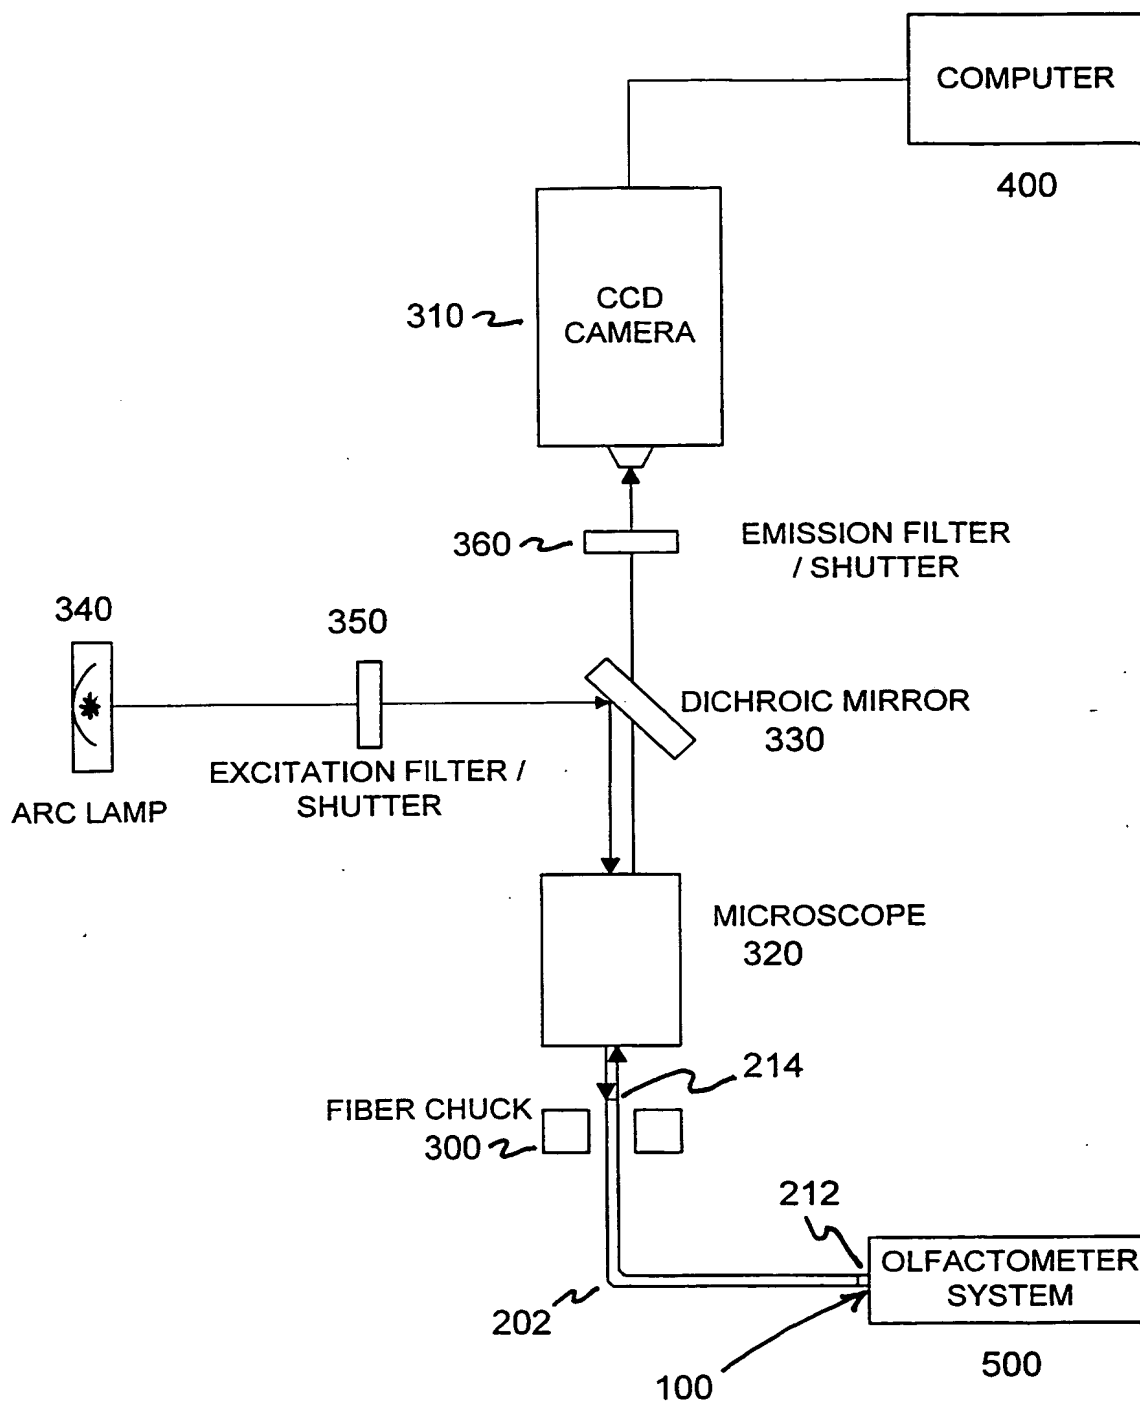 COMPUTER
400
CCD
CAMERA
310
360
EMISSION FILTER
/ SHUTTER
340
350
DICHROIC MIRROR
330
EXCITATION FILTER /
SHUTTER
ARC LAMP
MICROSCOPE
320
214
FIBER CHUCK
300
212
OLFACTOMETER
SYSTEM
202
500
100